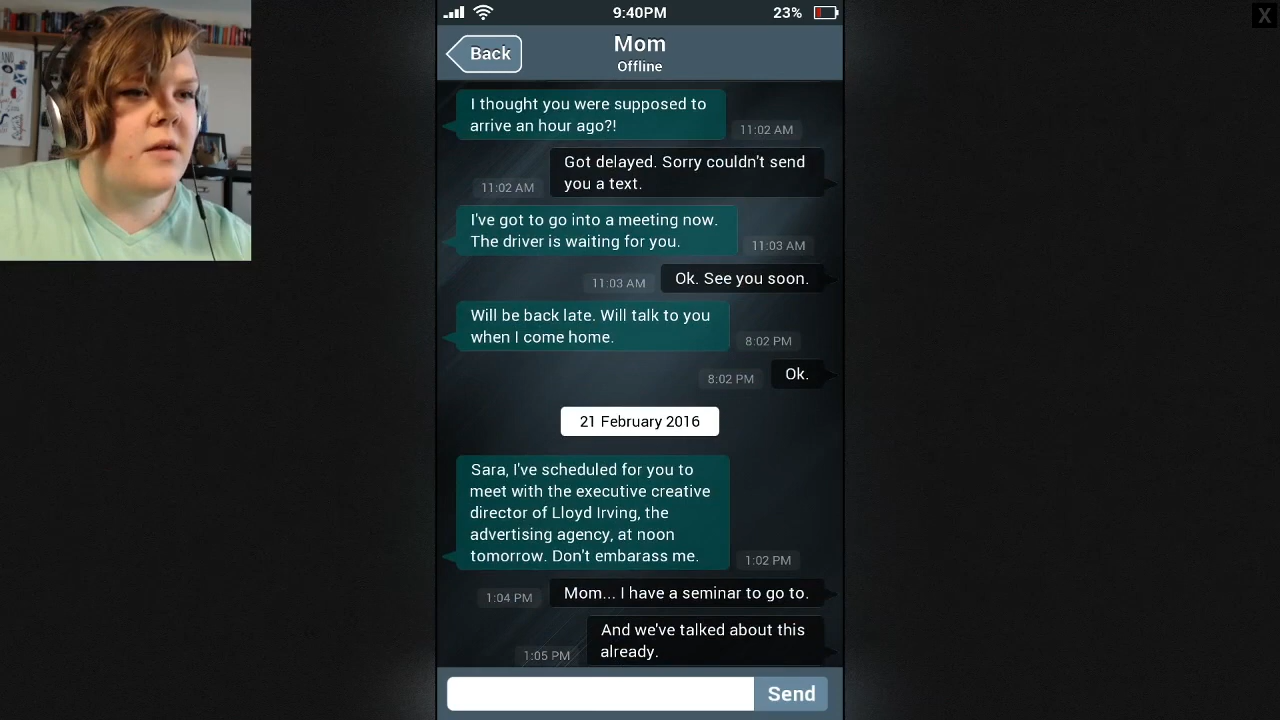 9:40PM
23%
X
Back
Mom
Offline
I thought you were supposed to
arrive an hour ago?!
11:02 AM
Got delayed. Sorry couldn't send
you a text.
11:02 AM
I've got to go into a meeting now.
The driver is waiting for you.
11:03 AM
Ok. See you soon.
11:03 AM
Will be back late. Will talk to you
when I come home.
8:02 PM
Ok.
8:02 PM
21 February 2016
Sara, I've scheduled for you to
meet with the executive creative
director of Lloyd Irving, the
advertising agency, at noon
tomorrow. Don't embarass me.
1:02 PM
Mom... I have a seminar to go to.
1:04 PM
And we've talked about this
already.
1:05 PM
Send